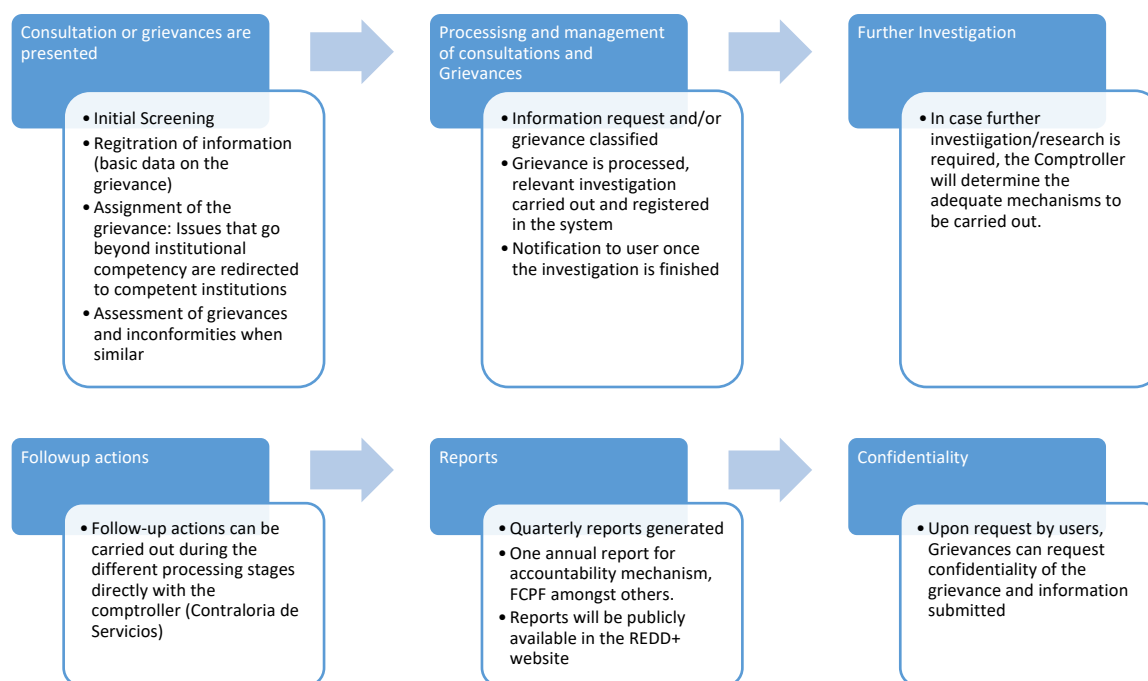 Consultation or grievances are
presented
• Initial Screening
• Regitration of information
(basic data on the
grievance)
• Assignment of the
grievance: Issues that go
beyond institutional
competency are redirected
to competent institutions
• Assessment of grievances
and inconformities when
similar
Processisng and management
of consultations and
Grievances
• Information request and/or
grievance classified
• Grievance is processed,
relevant investigation
carried out and registered
in the system
• Notification to user once
the investigation is finished
Further Investigation
• In case further
investiigation/research is
required, the Comptroller
will determine the
adequate mechanisms to
be carried out.
Followup actions
• Follow-up actions can be
carried out during the
different processing stages
directly with the
comptroller (Contraloria de
Servicios)
Reports
• Quarterly reports generated
• One annual report for
accountability mechanism,
FCPF amongst others.
• Reports will be publicly
available in the REDD+
website
Confidentiality
• Upon request by users,
Grievances can request
confidentiality of the
grievance and information
submitted